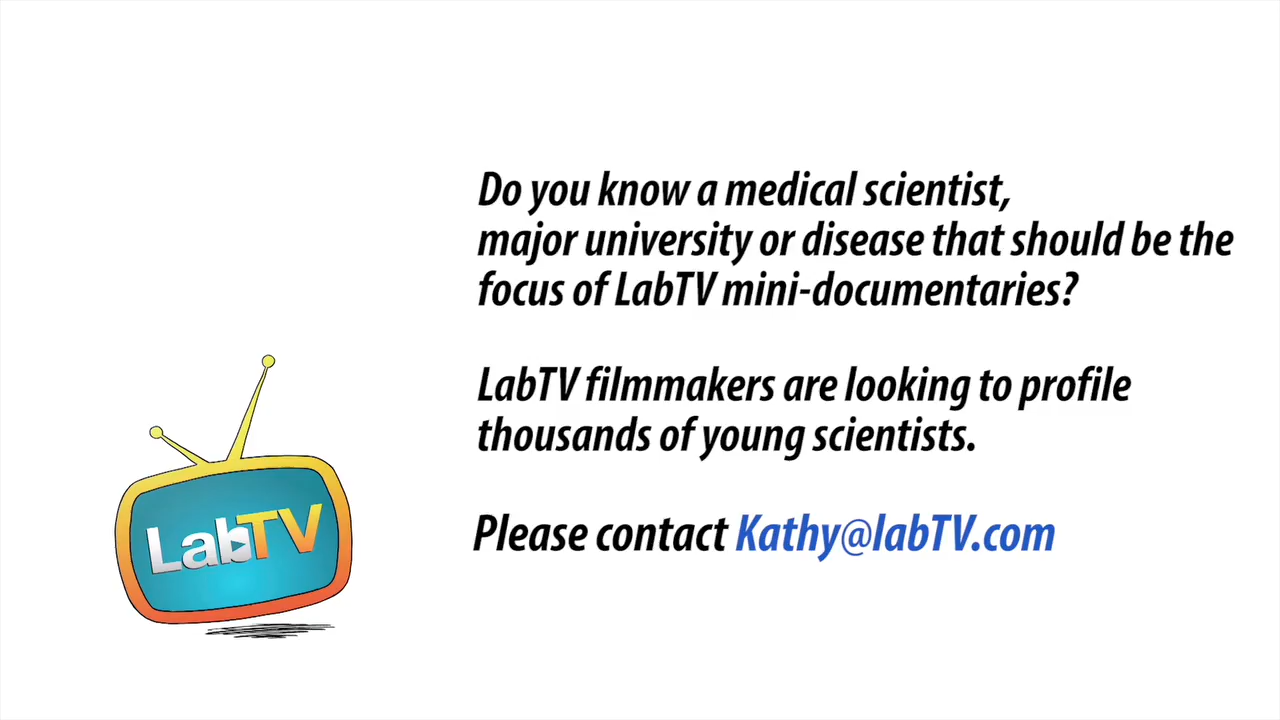 Do you know a medical scientist,
major university or disease that should be the
focus of LabTV mini-documentaries?
LabTV filmmakers are looking to profile
thousands of young scientists.
Please contact Kathy@labTV.com
LabTV